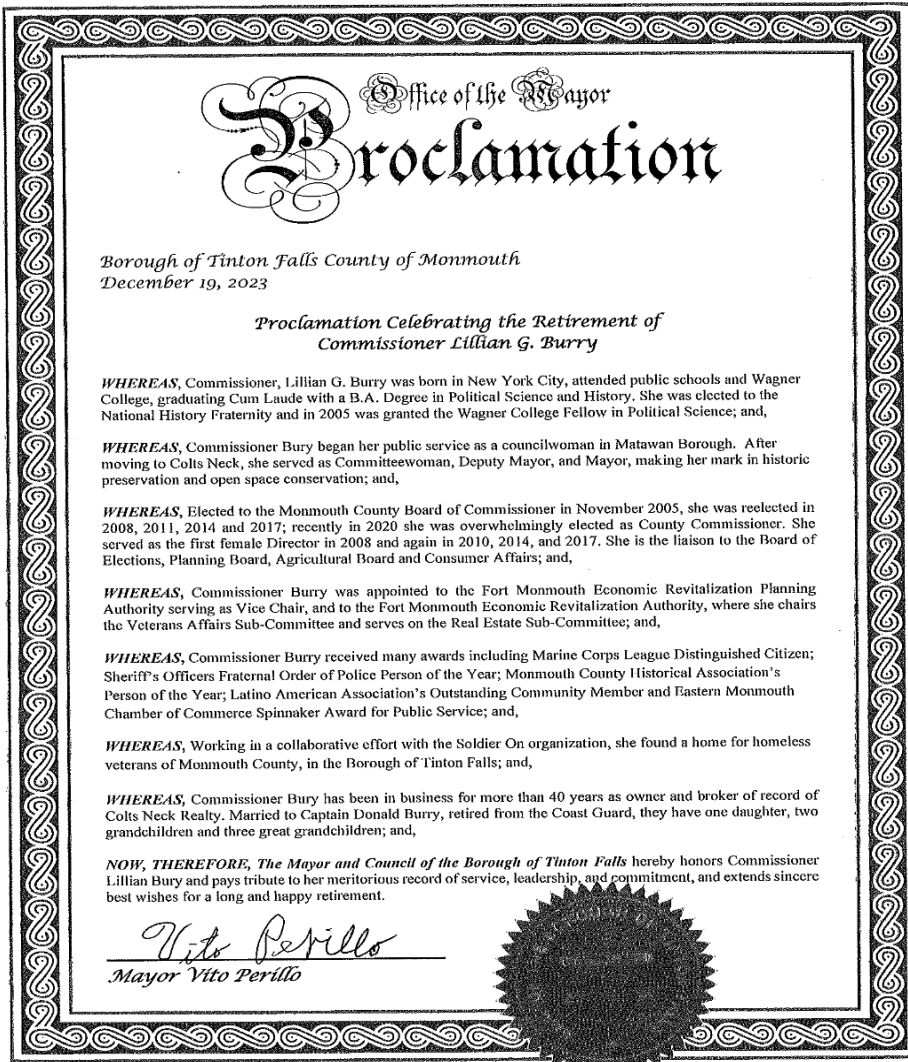 Office of the Mayor
Proclamation
Borough of Tinton Falls County of Monmouth
December 19, 2023
Proclamation Celebrating the Retirement of
Commissioner Lillian G. Burry
WHEREAS, Commissioner, Lillian G. Burry was born in New York City, attended public schools and Wagner
College, graduating Cum Laude with a B.A. Degree in Political Science and History. She was elected to the
National History Fraternity and in 2005 was granted the Wagner College Fellow in Political Science; and,
WHEREAS, Commissioner Bury began her public service as a councilwoman in Matawan Borough. After
moving to Colts Neck, she served as Committeewoman, Deputy Mayor, and Mayor, making her mark in historic
preservation and open space conservation; and,
WHEREAS, Elected to the Monmouth County Board of Commissioner in November 2005, she was reelected in
2008, 2011, 2014 and 2017; recently in 2020 she was overwhelmingly elected as County Commissioner. She
served as the first female Director in 2008 and again in 2010, 2014, and 2017. She is the liaison to the Board of
Elections, Planning Board, Agricultural Board and Consumer Affairs; and,
WHEREAS, Commissioner Burry was appointed to the Fort Monmouth Economic Revitalization Planning
Authority serving as Vice Chair, and to the Fort Monmouth Economic Revitalization Authority, where she chairs
the Veterans Affairs Sub-Committee and serves on the Real Estate Sub-Committee; and,
WHEREAS, Commissioner Burry received many awards including Marine Corps League Distinguished Citizen;
Sheriff's Officers Fraternal Order of Police Person of the Year; Monmouth County Historical Association's
Person of the Year; Latino American Association's Outstanding Community Member and Eastern Monmouth
Chamber of Commerce Spinnaker Award for Public Service; and,
WHEREAS, Working in a collaborative effort with the Soldier On organization, she found a home for homeless
veterans of Monmouth County, in the Borough of Tinton Falls; and,
WHEREAS, Commissioner Bury has been in business for more than 40 years as owner and broker of record of
Colts Neck Realty. Married to Captain Donald Burry, retired from the Coast Guard, they have one daughter, two
grandchildren and three great grandchildren; and,
NOW, THEREFORE, The Mayor and Council of the Borough of Tinton Falls hereby honors Commissioner
Lillian Bury and pays tribute to her meritorious record of service, leadership, and commitment, and extends sincere
best wishes for a long and happy retirement.
Vito Perillo
Mayor Vito Perillo